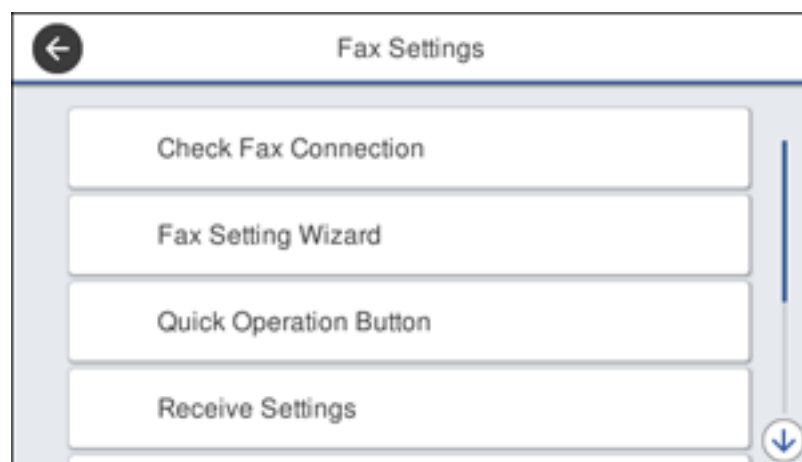 Fax Settings
Check Fax Connection
Fax Setting Wizard
Quick Operation Button
Receive Settings